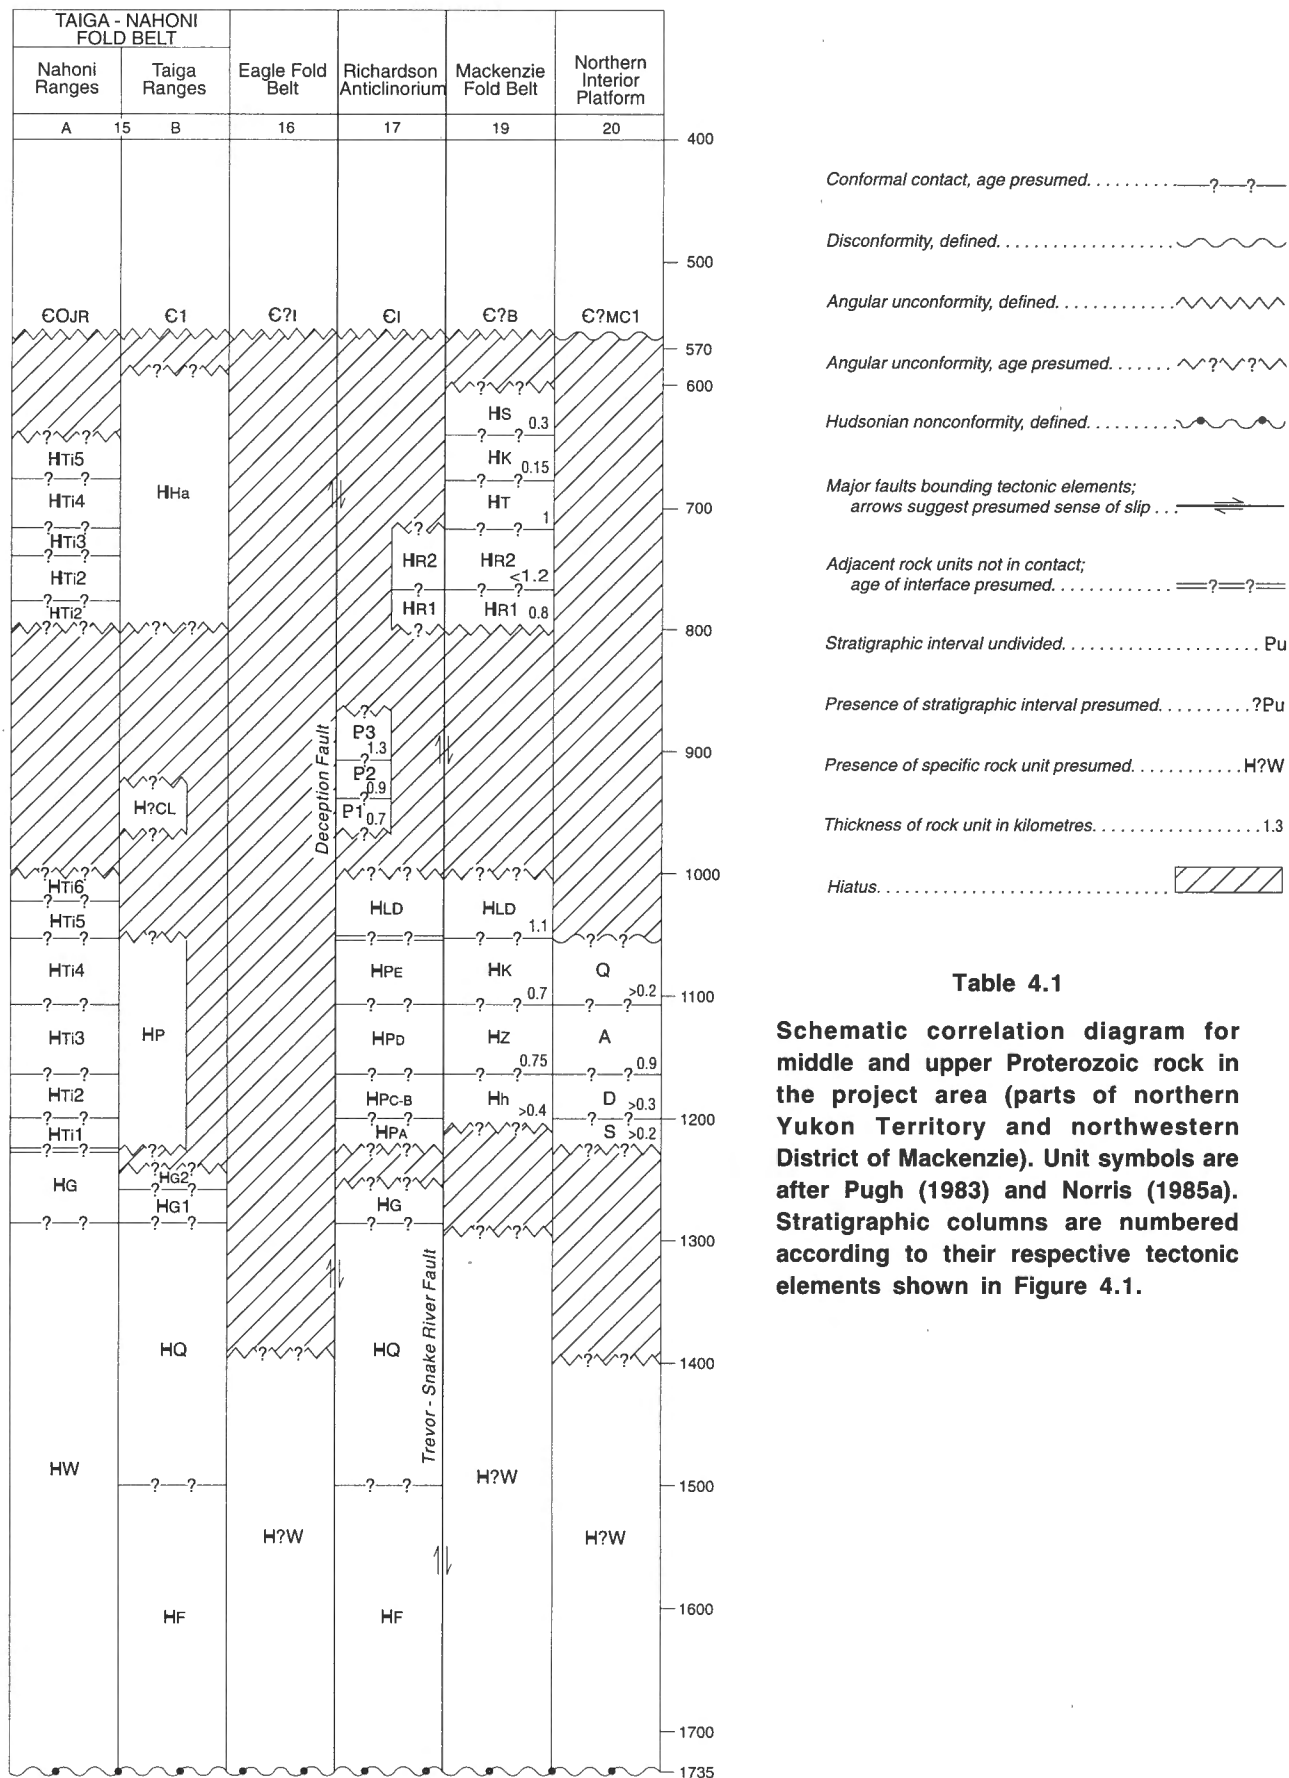 TAIGA - NAHONI
FOLD BELT
Nahoni
Ranges
Taiga
Ranges
Eagle Fold
Belt
Richardson
Anticlinorium
Mackenzie
Fold Belt
Northern
Interior
Platform
A 15 B 16 17 19 20
400
500
ЄOJR Є1 Є?I ЄI Є?B Є?MC1
570
600
700
800
900
1000
1100
1200
1300
1400
1500
1600
1700
1735
? ? ? ?
HTi5
? ?
HTi4
? ?
HTi3
? ?
HTi2
? ?
HTi2
? ? ?
? ?
HTi6
? ?
HTi5
? ?
HTi4
? ?
HTi3
? ?
HTi2
? ?
HTi1
HG
? ?
HW
? ?
HHa
? ?
?
H?CL
?
?
HP
?
? ?
HG2
? ?
HG1
? ?
HQ
? ?
HF
? ?
H?W
Deception Fault
?
HR2
?
HR1
?
?
P3
1.3
?
P2
0.9
?
P1
0.7
?
? ?
HLD
? ?
HPE
? ?
HPD
? ?
HPC-B
? ?
HPA
? ?
? ?
HG
? ?
HQ
? ?
HF
Trevor - Snake River Fault
? ?
HS
0.3
? ?
HK
0.15
? ?
HT
1
? ?
HR2
<1.2
? ?
HR1
0.8
? ?
HLD
1.1
? ?
HK
0.7
? ?
HZ
0.75
? ?
Hh
>0.4
? ?
? ?
H?W
? ?
Q
>0.2
? ?
A
0.9
? ?
D
>0.3
? ?
S
>0.2
? ?
? ?
H?W
Conformal contact, age presumed. . . . . . . . . ? ?
Disconformity, defined. . . . . . . . . . . . . . . . . .
Angular unconformity, defined. . . . . . . . . . . .
Angular unconformity, age presumed. . . . . . . ? ?
Hudsonian nonconformity, defined. . . . . . . . .
Major faults bounding tectonic elements;
arrows suggest presumed sense of slip . . .
Adjacent rock units not in contact;
age of interface presumed. . . . . . . . . . . . ? ?
Stratigraphic interval undivided. . . . . . . . . . . . . . . . . . . . . . Pu
Presence of stratigraphic interval presumed. . . . . . . . . . ?Pu
Presence of specific rock unit presumed. . . . . . . . . . . . H?W
Thickness of rock unit in kilometres. . . . . . . . . . . . . . . . . . . 1.3
Hiatus. . . . . . . . . . . . . . . . . . . . . . . . . . . . . .
Table 4.1
Schematic correlation diagram for
middle and upper Proterozoic rock in
the project area (parts of northern
Yukon Territory and northwestern
District of Mackenzie). Unit symbols are
after Pugh (1983) and Norris (1985a).
Stratigraphic columns are numbered
according to their respective tectonic
elements shown in Figure 4.1.